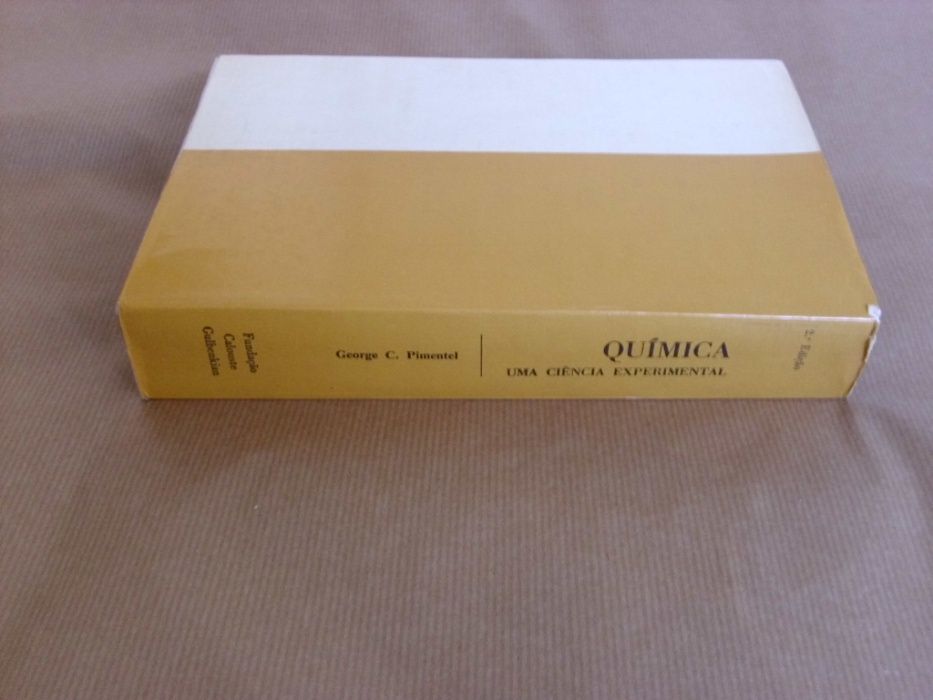 Fundação
Calouste
Gulbenkian
George C. Pimentel
QUÍMICA
UMA CIÊNCIA EXPERIMENTAL
2.ª Edição